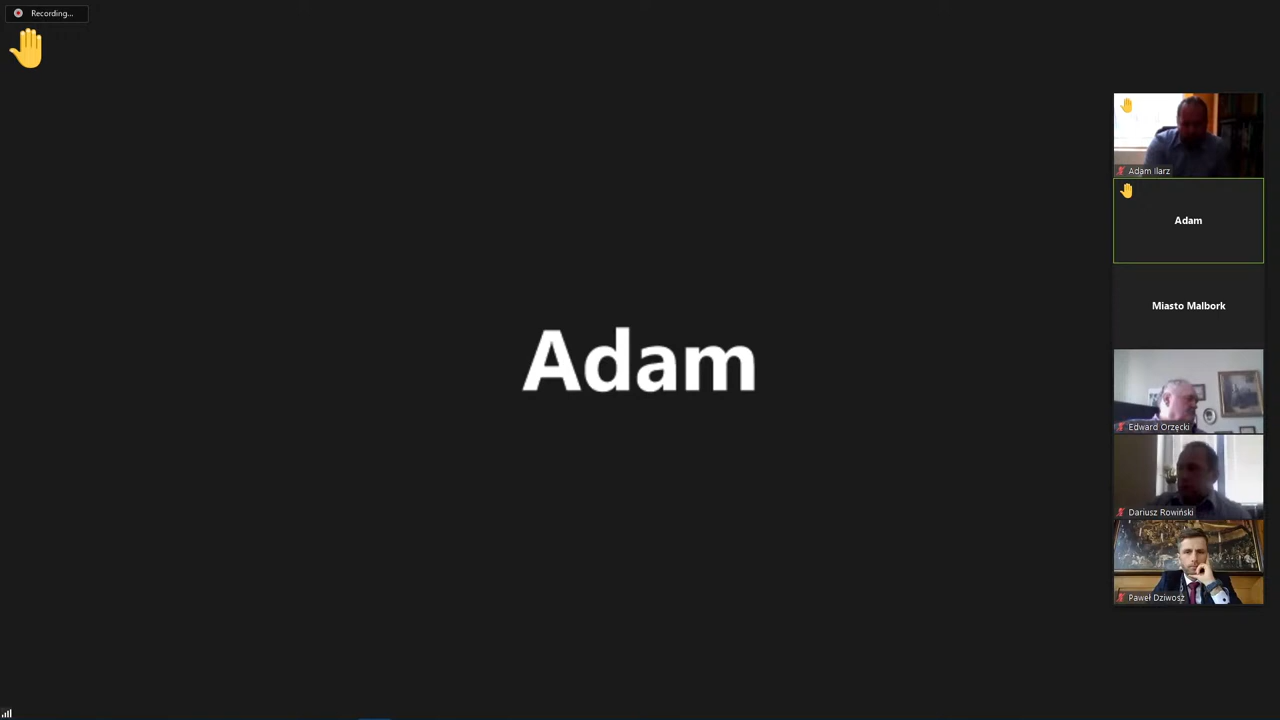 Recording...
Adam
Adam Ilarz
Adam
Miasto Malbork
Edward Orzęcki
Dariusz Rowiński
Paweł Dziwosz